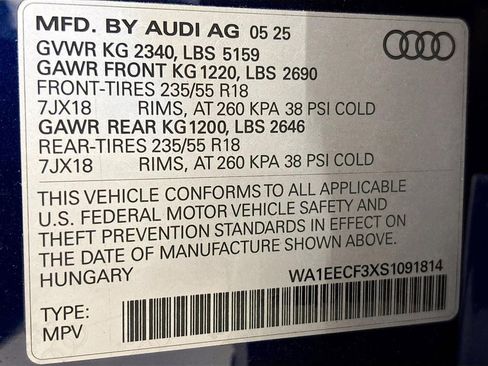 MFD. BY AUDI AG 05 25
GVWR KG 2340, LBS 5159
GAWR FRONT KG 1220, LBS 2690
FRONT-TIRES 235/55 R18
7JX18 RIMS, AT 260 KPA 38 PSI COLD
GAWR REAR KG 1200, LBS 2646
REAR-TIRES 235/55 R18
7JX18 RIMS, AT 260 KPA 38 PSI COLD
THIS VEHICLE CONFORMS TO ALL APPLICABLE
U.S. FEDERAL MOTOR VEHICLE SAFETY AND
THEFT PREVENTION STANDARDS IN EFFECT ON
THE DATE OF MANUFACTURE SHOWN ABOVE.
HUNGARY
WA1EECF3XS1091814
TYPE:
MPV